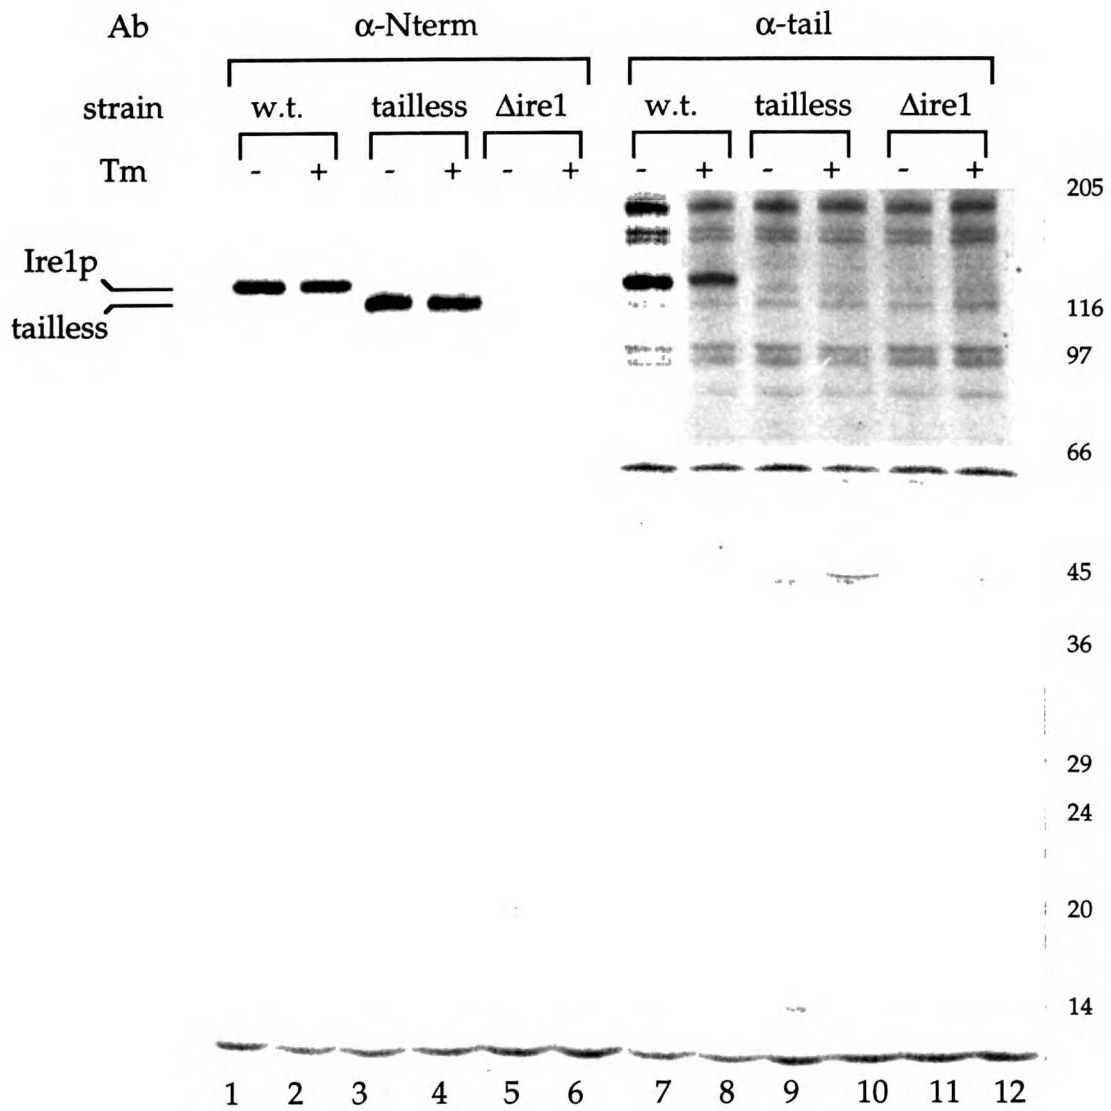 Ab α-Nterm α-tail
strain w.t. tailless Δire1 w.t. tailless Δire1
Tm - + - + - + - + - + - +
205
Ire1p
116
tailless
97
66
45
36
29
24
20
14
1 2 3 4 5 6 7 8 9 10 11 12